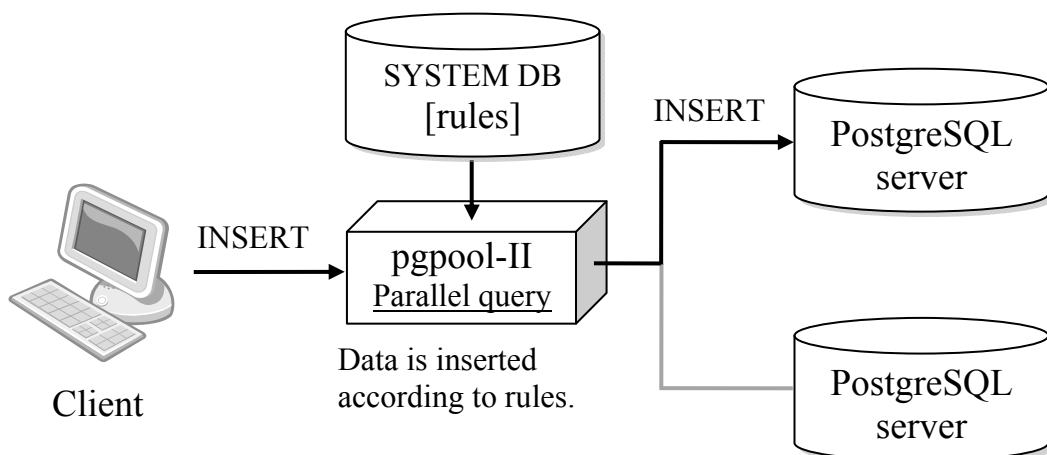 SYSTEM DB
[rules]
INSERT
PostgreSQL
server
INSERT
pgpool-II
Parallel query
Data is inserted
according to rules.
Client
PostgreSQL
server